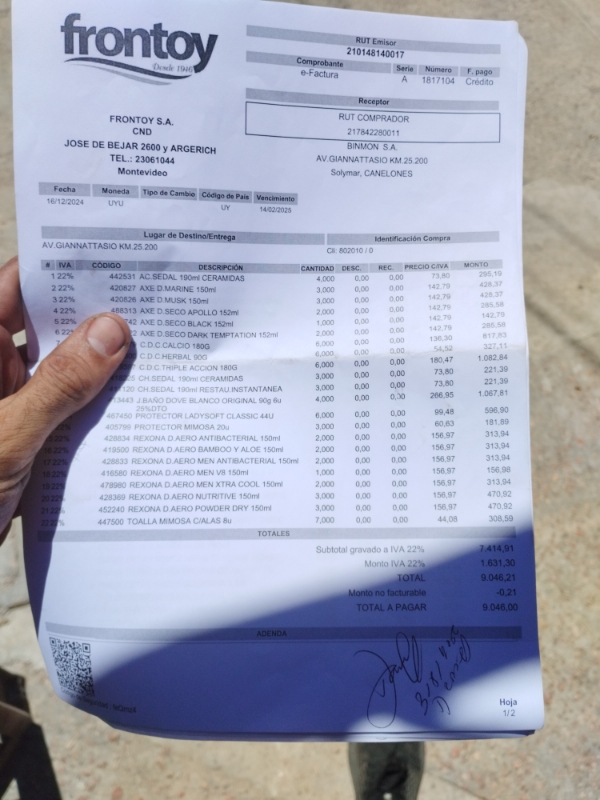 frontoy
Desde 1946
RUT Emisor
210148140017
Comprobante Serie Número F. pago
e-Factura A 1817104 Crédito
Receptor
RUT COMPRADOR
217842280011
BINMON S.A.
AV.GIANNATTASIO KM.25.200
Solymar, CANELONES
FRONTOY S.A.
CND
JOSE DE BEJAR 2600 y ARGERICH
TEL.: 23061044
Montevideo
Fecha Moneda Tipo de Cambio Código de País Vencimiento
16/12/2024 UYU UY 14/02/2025
Lugar de Destino/Entrega Identificación Compra
AV.GIANNATTASIO KM.25.200 Cli: 802010 / 0
# IVA CÓDIGO DESCRIPCIÓN CANTIDAD DESC. REC. PRECIO C/IVA MONTO
1 22% 442531 AC.SEDAL 190ml CERAMIDAS 4,000 0,00 0,00 73,80 295,19
2 22% 420827 AXE D.MARINE 150ml 3,000 0,00 0,00 142,79 428,37
3 22% 420826 AXE D.MUSK 150ml 3,000 0,00 0,00 142,79 428,37
4 22% 488313 AXE D.SECO APOLLO 152ml 2,000 0,00 0,00 142,79 285,58
5 22% AXE D.SECO BLACK 152ml 1,000 0,00 0,00 142,79 142,79
6 22% AXE D.SECO DARK TEMPTATION 152ml 2,000 0,00 0,00 142,79 285,58
C.D.C. CALCIO 180G 6,000 0,00 0,00 136,30 817,83
C.D.C.HERBAL 90G 6,000 0,00 0,00 54,52 327,11
C.D.C.TRIPLE ACCION 180G 6,000 0,00 0,00 180,47 1.082,84
CH.SEDAL 190ml CERAMIDAS 3,000 0,00 0,00 73,80 221,39
CH.SEDAL 190ml RESTAU INSTANTANEA 3,000 0,00 0,00 73,80 221,39
J.BAÑO DOVE BLANCO ORIGINAL 90g 6u 4,000 0,00 0,00 266,95 1.067,81
25%DTO
467450 PROTECTOR LADYSOFT CLASSIC 44U 6,000 0,00 0,00 99,48 596,90
405799 PROTECTOR MIMOSA 20u 3,000 0,00 0,00 60,63 181,89
428834 REXONA D.AERO ANTIBACTERIAL 150ml 2,000 0,00 0,00 156,97 313,94
419500 REXONA D.AERO BAMBOO Y ALOE 150ml 2,000 0,00 0,00 156,97 313,94
428833 REXONA D.AERO MEN ANTIBACTERIAL 150ml 2,000 0,00 0,00 156,97 313,94
416580 REXONA D.AERO MEN V8 150ml 1,000 0,00 0,00 156,97 156,98
478980 REXONA D.AERO MEN XTRA COOL 150ml 2,000 0,00 0,00 156,97 313,94
428369 REXONA D.AERO NUTRITIVE 150ml 3,000 0,00 0,00 156,97 470,92
452240 REXONA D.AERO POWDER DRY 150ml 3,000 0,00 0,00 156,97 470,92
447500 TOALLA MIMOSA C/ALAS 8u 7,000 0,00 0,00 44,08 308,59
TOTALES
Subtotal gravado a IVA 22% 7.414,91
Monto IVA 22% 1.631,30
TOTAL 9.046,21
Monto no facturable -0,21
TOTAL A PAGAR 9.046,00
ADENDA
Hoja
1/2